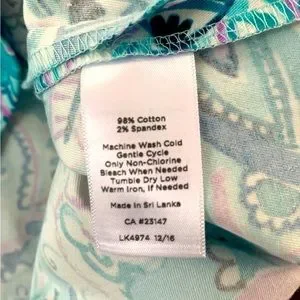 98% Cotton
2% Spandex
Machine Wash Cold
Gentle Cycle
Only Non-Chlorine
Bleach When Needed
Tumble Dry Low
Warm Iron, If Needed
Made in Sri Lanka
CA #23147
LK4974 12/16